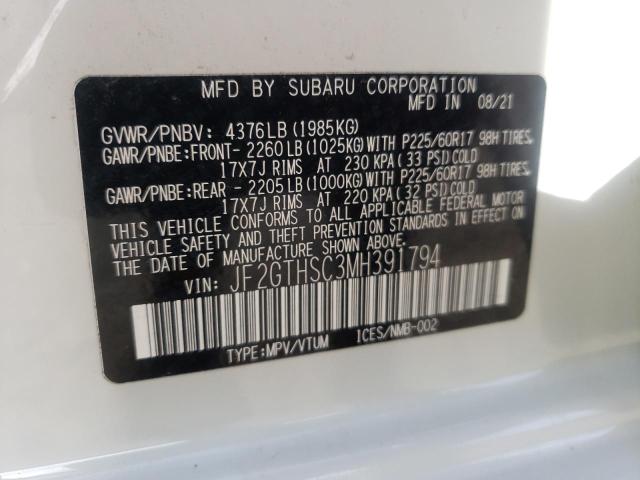 MFD BY SUBARU CORPORATION
MFD IN 08/21
GVWR/PNBV: 4376LB (1985KG)
GAWR/PNBE:FRONT- 2260LB (1025KG) WITH P225/60R17 98H TIRES,
17X7J RIMS AT 230 KPA (33 PSI) COLD
GAWR/PNBE:REAR - 2205LB (1000KG) WITH P225/60R17 98H TIRES,
17X7J RIMS AT 220 KPA (32 PSI) COLD
THIS VEHICLE CONFORMS TO ALL APPLICABLE FEDERAL MOTOR
VEHICLE SAFETY AND THEFT PREVENTION STANDARDS IN EFFECT ON
THE DATE OF MANUFACTURE SHOWN ABOVE.
VIN: JF2GTHSC3MH391794
TYPE:MPV/VTUM ICES/NMB-002